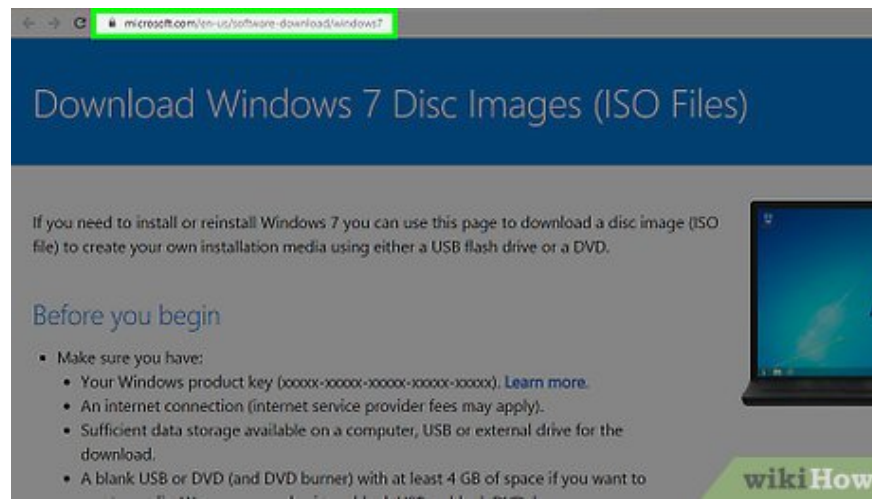 microsoft.com/en-us/software-download/windows7
Download Windows 7 Disc Images (ISO Files)
If you need to install or reinstall Windows 7 you can use this page to download a disc image (ISO
file) to create your own installation media using either a USB flash drive or a DVD.
Before you begin
• Make sure you have:
• Your Windows product key (xxxxx-xxxxx-xxxxx-xxxxx-xxxxx). Learn more.
• An internet connection (internet service provider fees may apply).
• Sufficient data storage available on a computer, USB or external drive for the
download.
• A blank USB or DVD (and DVD burner) with at least 4 GB of space if you want to
wikiHow